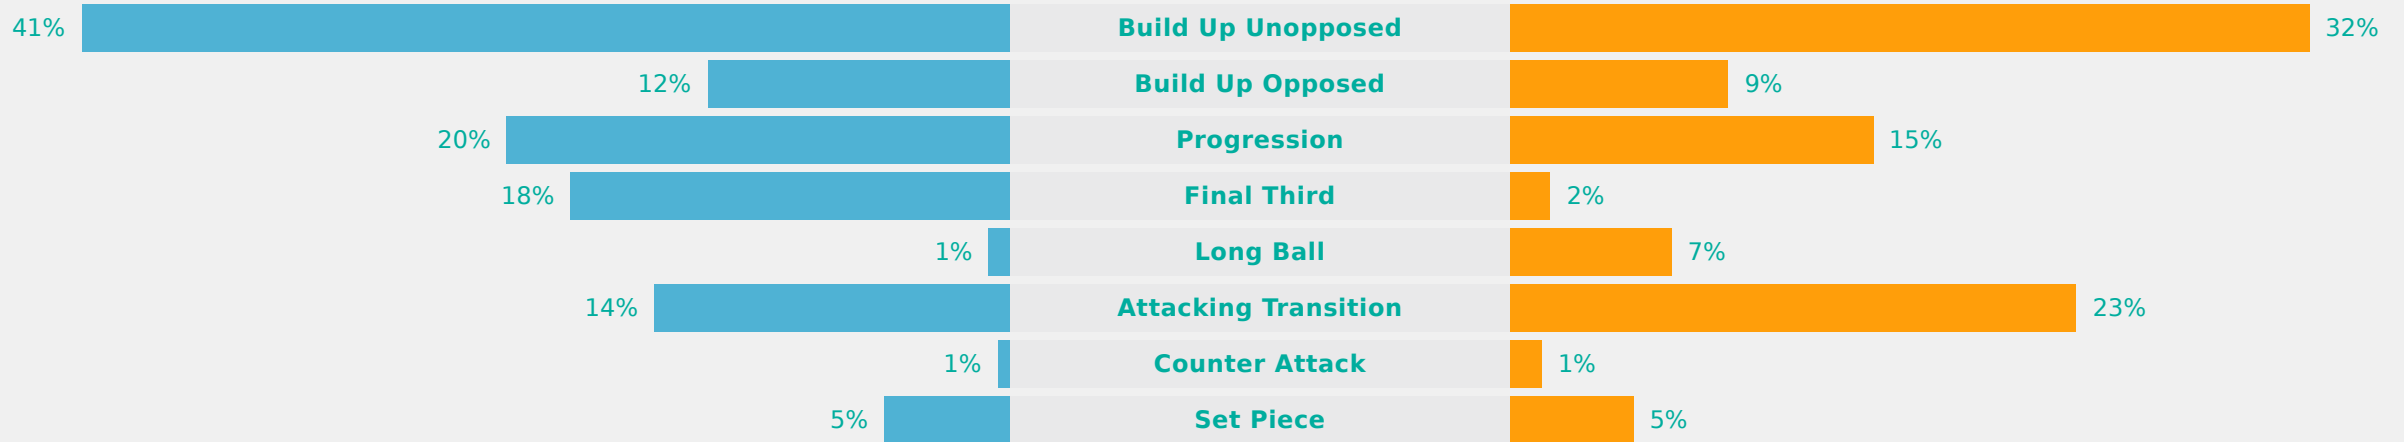 41% Build Up Unopposed 32%
12% Build Up Opposed 9%
20% Progression 15%
18% Final Third 2%
1% Long Ball 7%
14% Attacking Transition 23%
1% Counter Attack 1%
5% Set Piece 5%